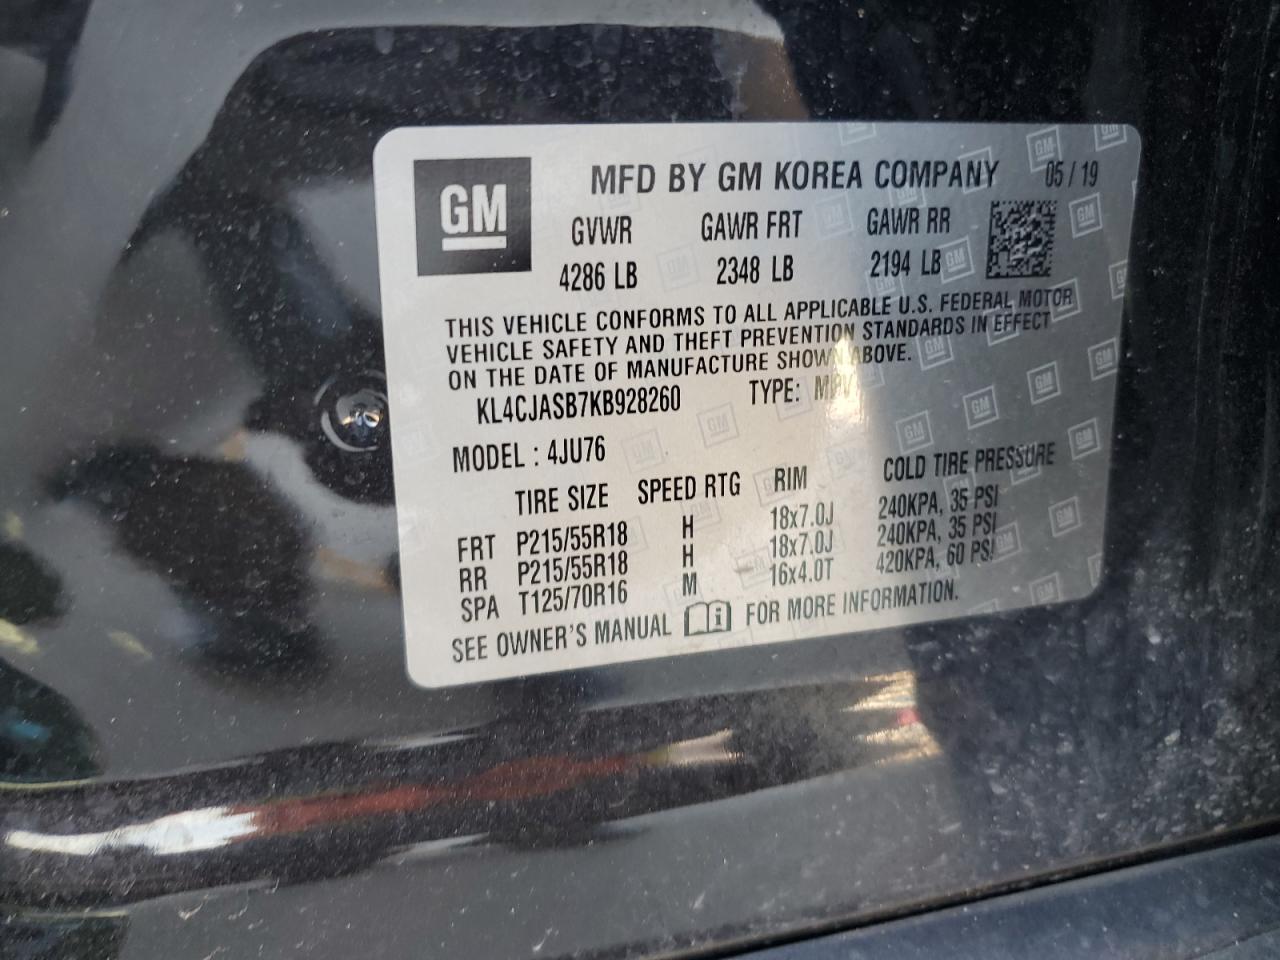 GM
MFD BY GM KOREA COMPANY 05 / 19
GVWR GAWR FRT GAWR RR
4286 LB 2348 LB 2194 LB
THIS VEHICLE CONFORMS TO ALL APPLICABLE U.S. FEDERAL MOTOR
VEHICLE SAFETY AND THEFT PREVENTION STANDARDS IN EFFECT
ON THE DATE OF MANUFACTURE SHOWN ABOVE.
KL4CJASB7KB928260 TYPE: MPV
MODEL : 4JU76
TIRE SIZE SPEED RTG RIM COLD TIRE PRESSURE
FRT P215/55R18 H 18x7.0J 240KPA, 35 PSI
RR P215/55R18 H 18x7.0J 240KPA, 35 PSI
SPA T125/70R16 M 16x4.0T 420KPA, 60 PSI
SEE OWNER'S MANUAL FOR MORE INFORMATION.